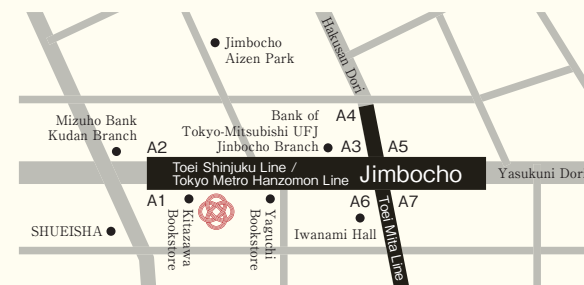 Jimbocho
Aizen Park
Hakusan Dori
Mizuho Bank
Kudan Branch
Bank of
Tokyo-Mitsubishi UFJ
Jinbocho Branch
A4
A2
A3
A5
Toei Shinjuku Line /
Tokyo Metro Hanzomon Line
Jimbocho
Yasukuni Dori
A1
A6
A7
SHUEISHA
Kitazawa
Bookstore
Yaguchi
Bookstore
Iwanami Hall
Toei Mita Line